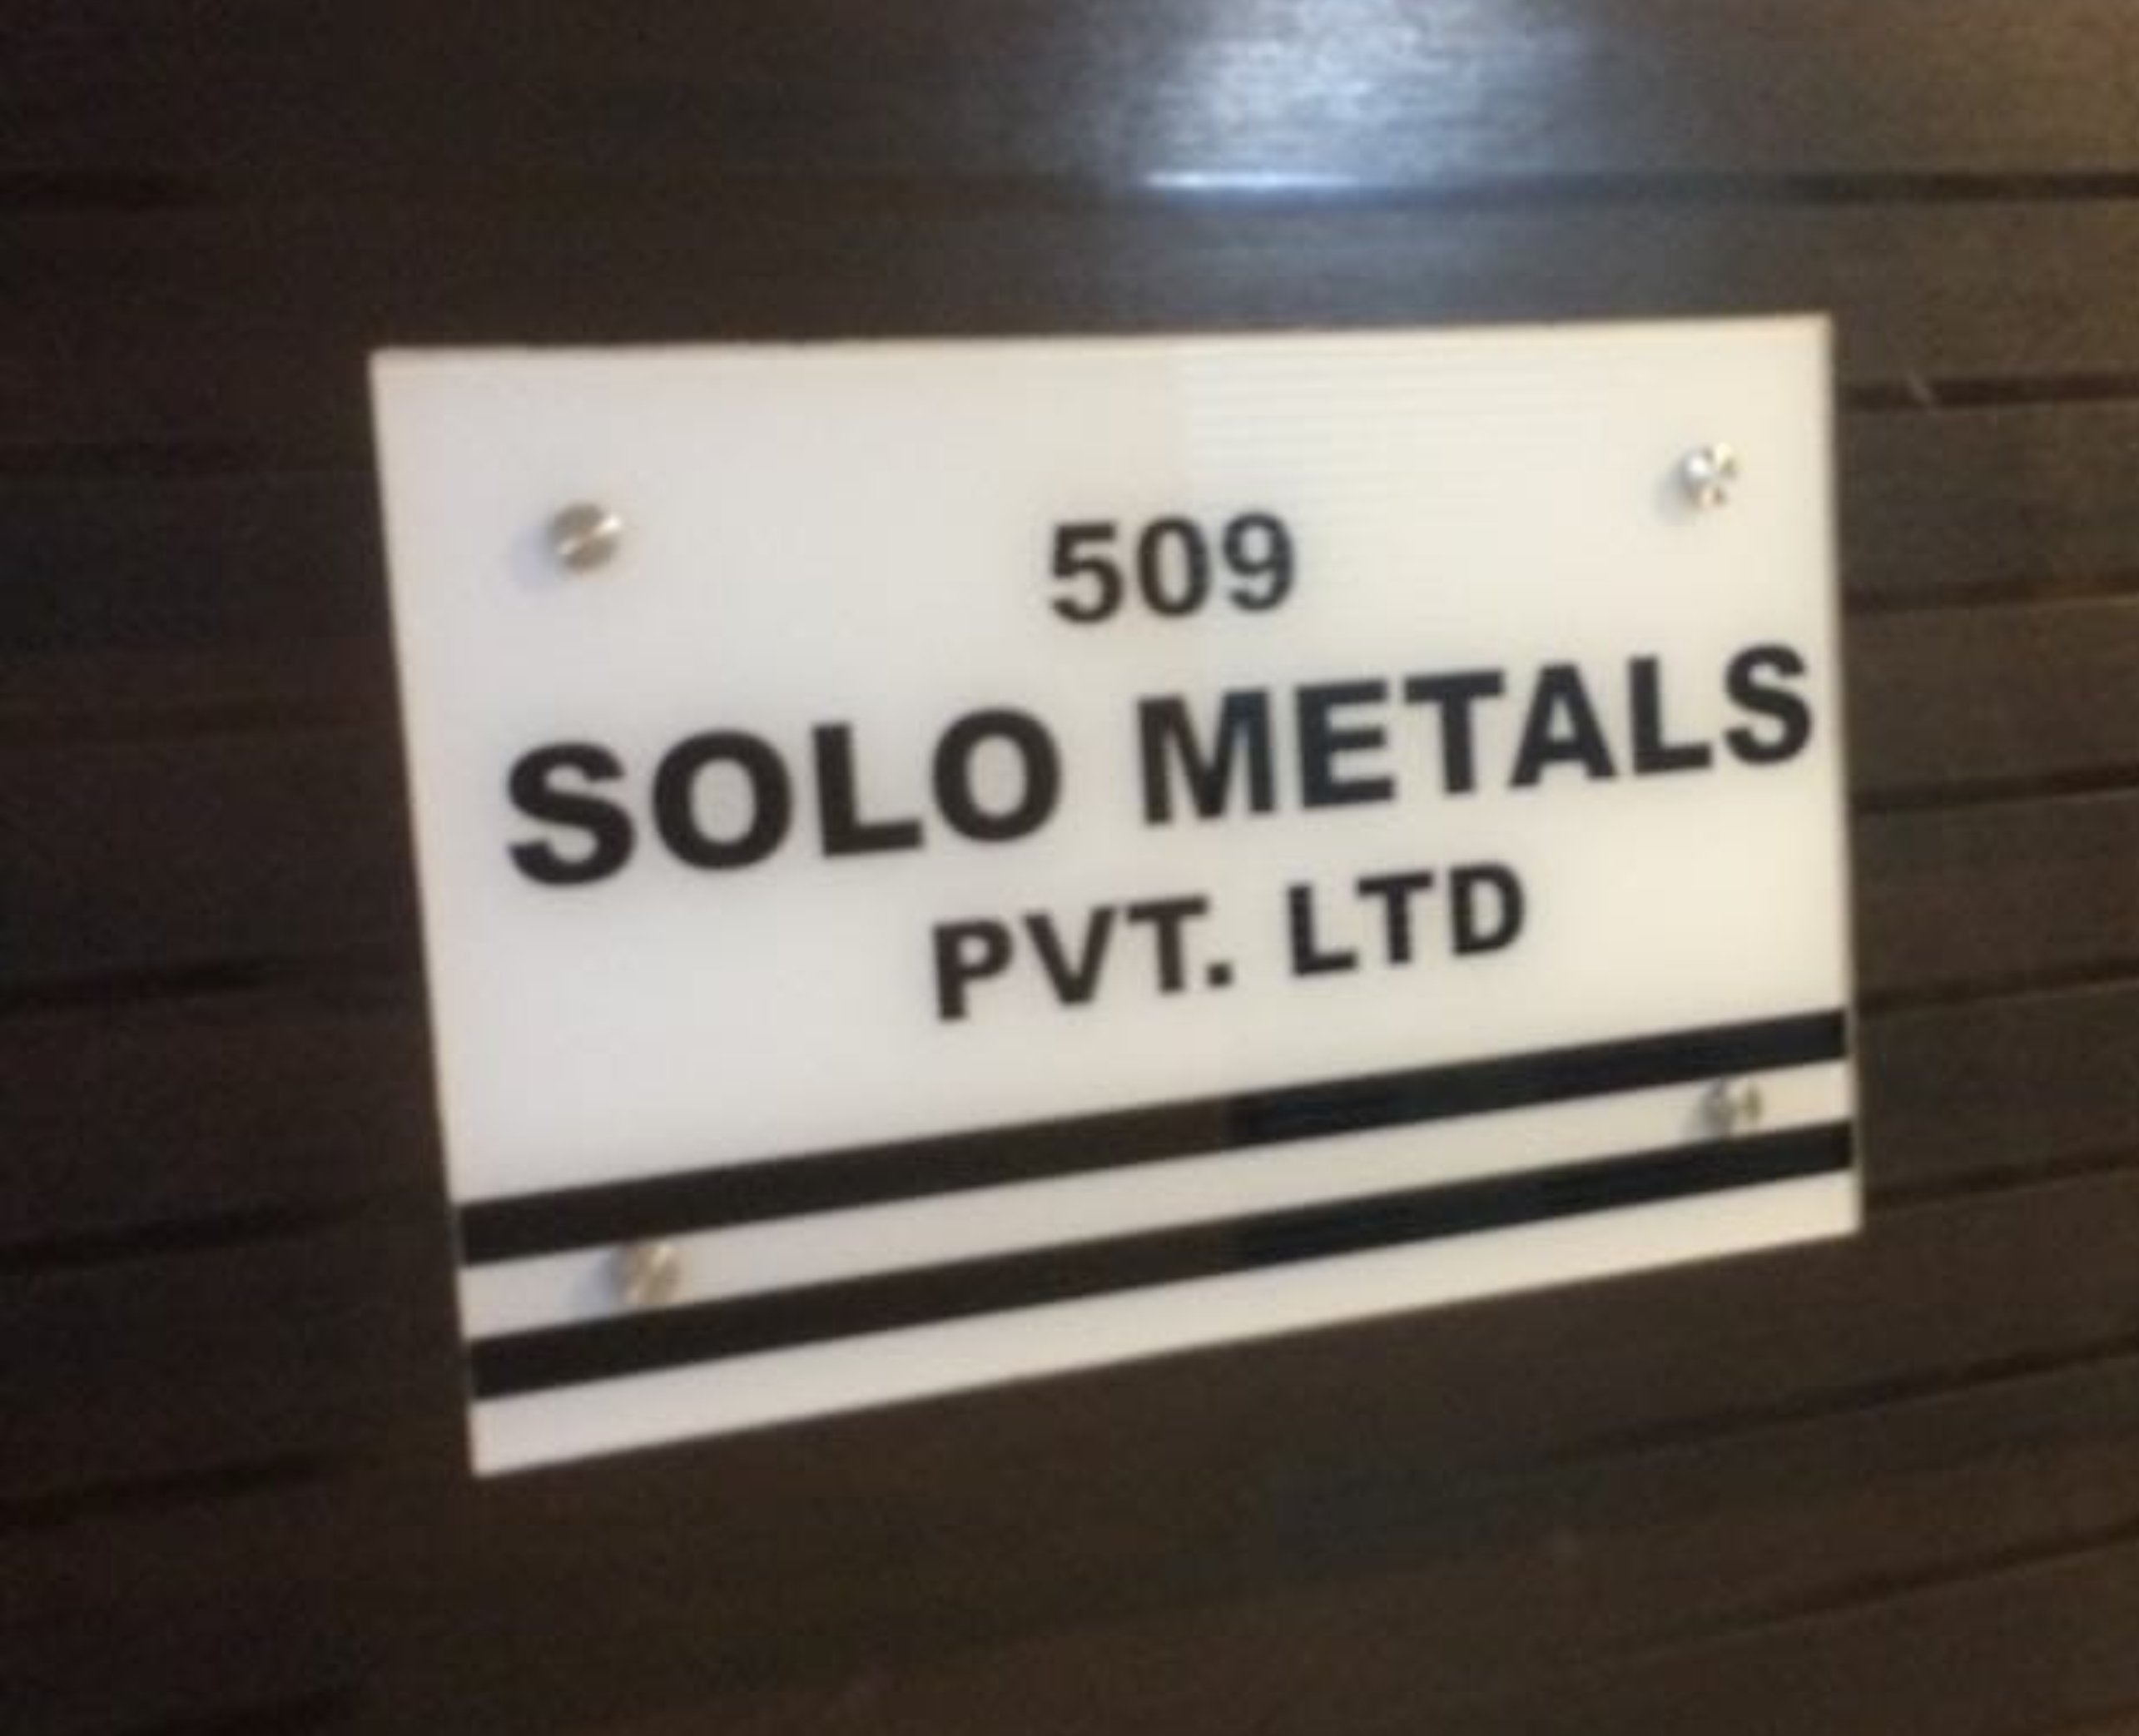 509
SOLO METALS
PVT. LTD